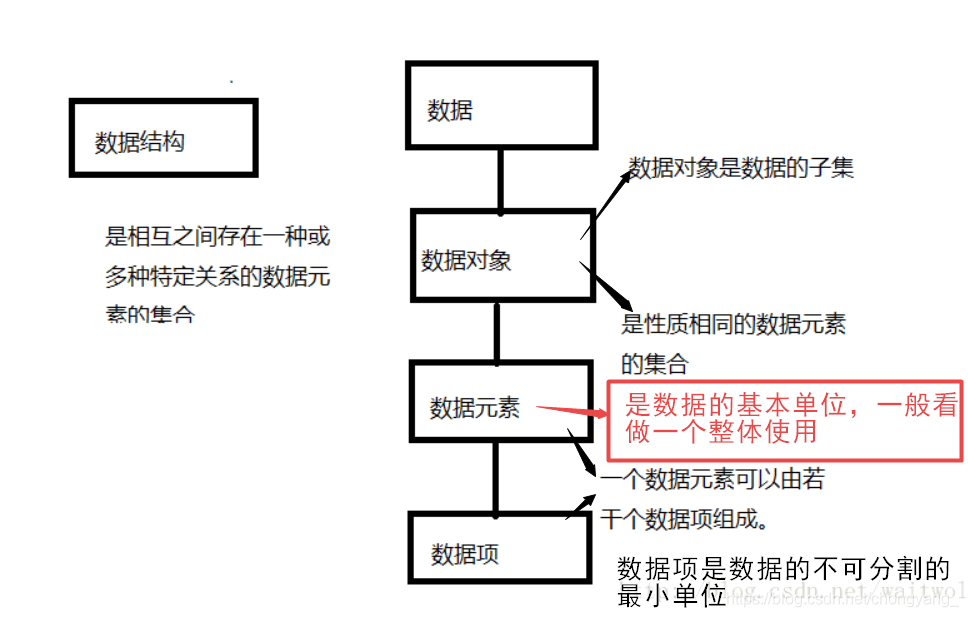 数据
数据结构
数据对象是数据的子集
是相互之间存在一种或
多种特定关系的数据元
素的集合
数据对象
是性质相同的数据元素
的集合
数据元素
是数据的基本单位，一般看
做一个整体使用
一个数据元素可以由若
干个数据项组成。
数据项
数据项是数据的不可分割的
最小单位
blog.csdn.net/waitwol
https://blog.csdn.net/chongyang_